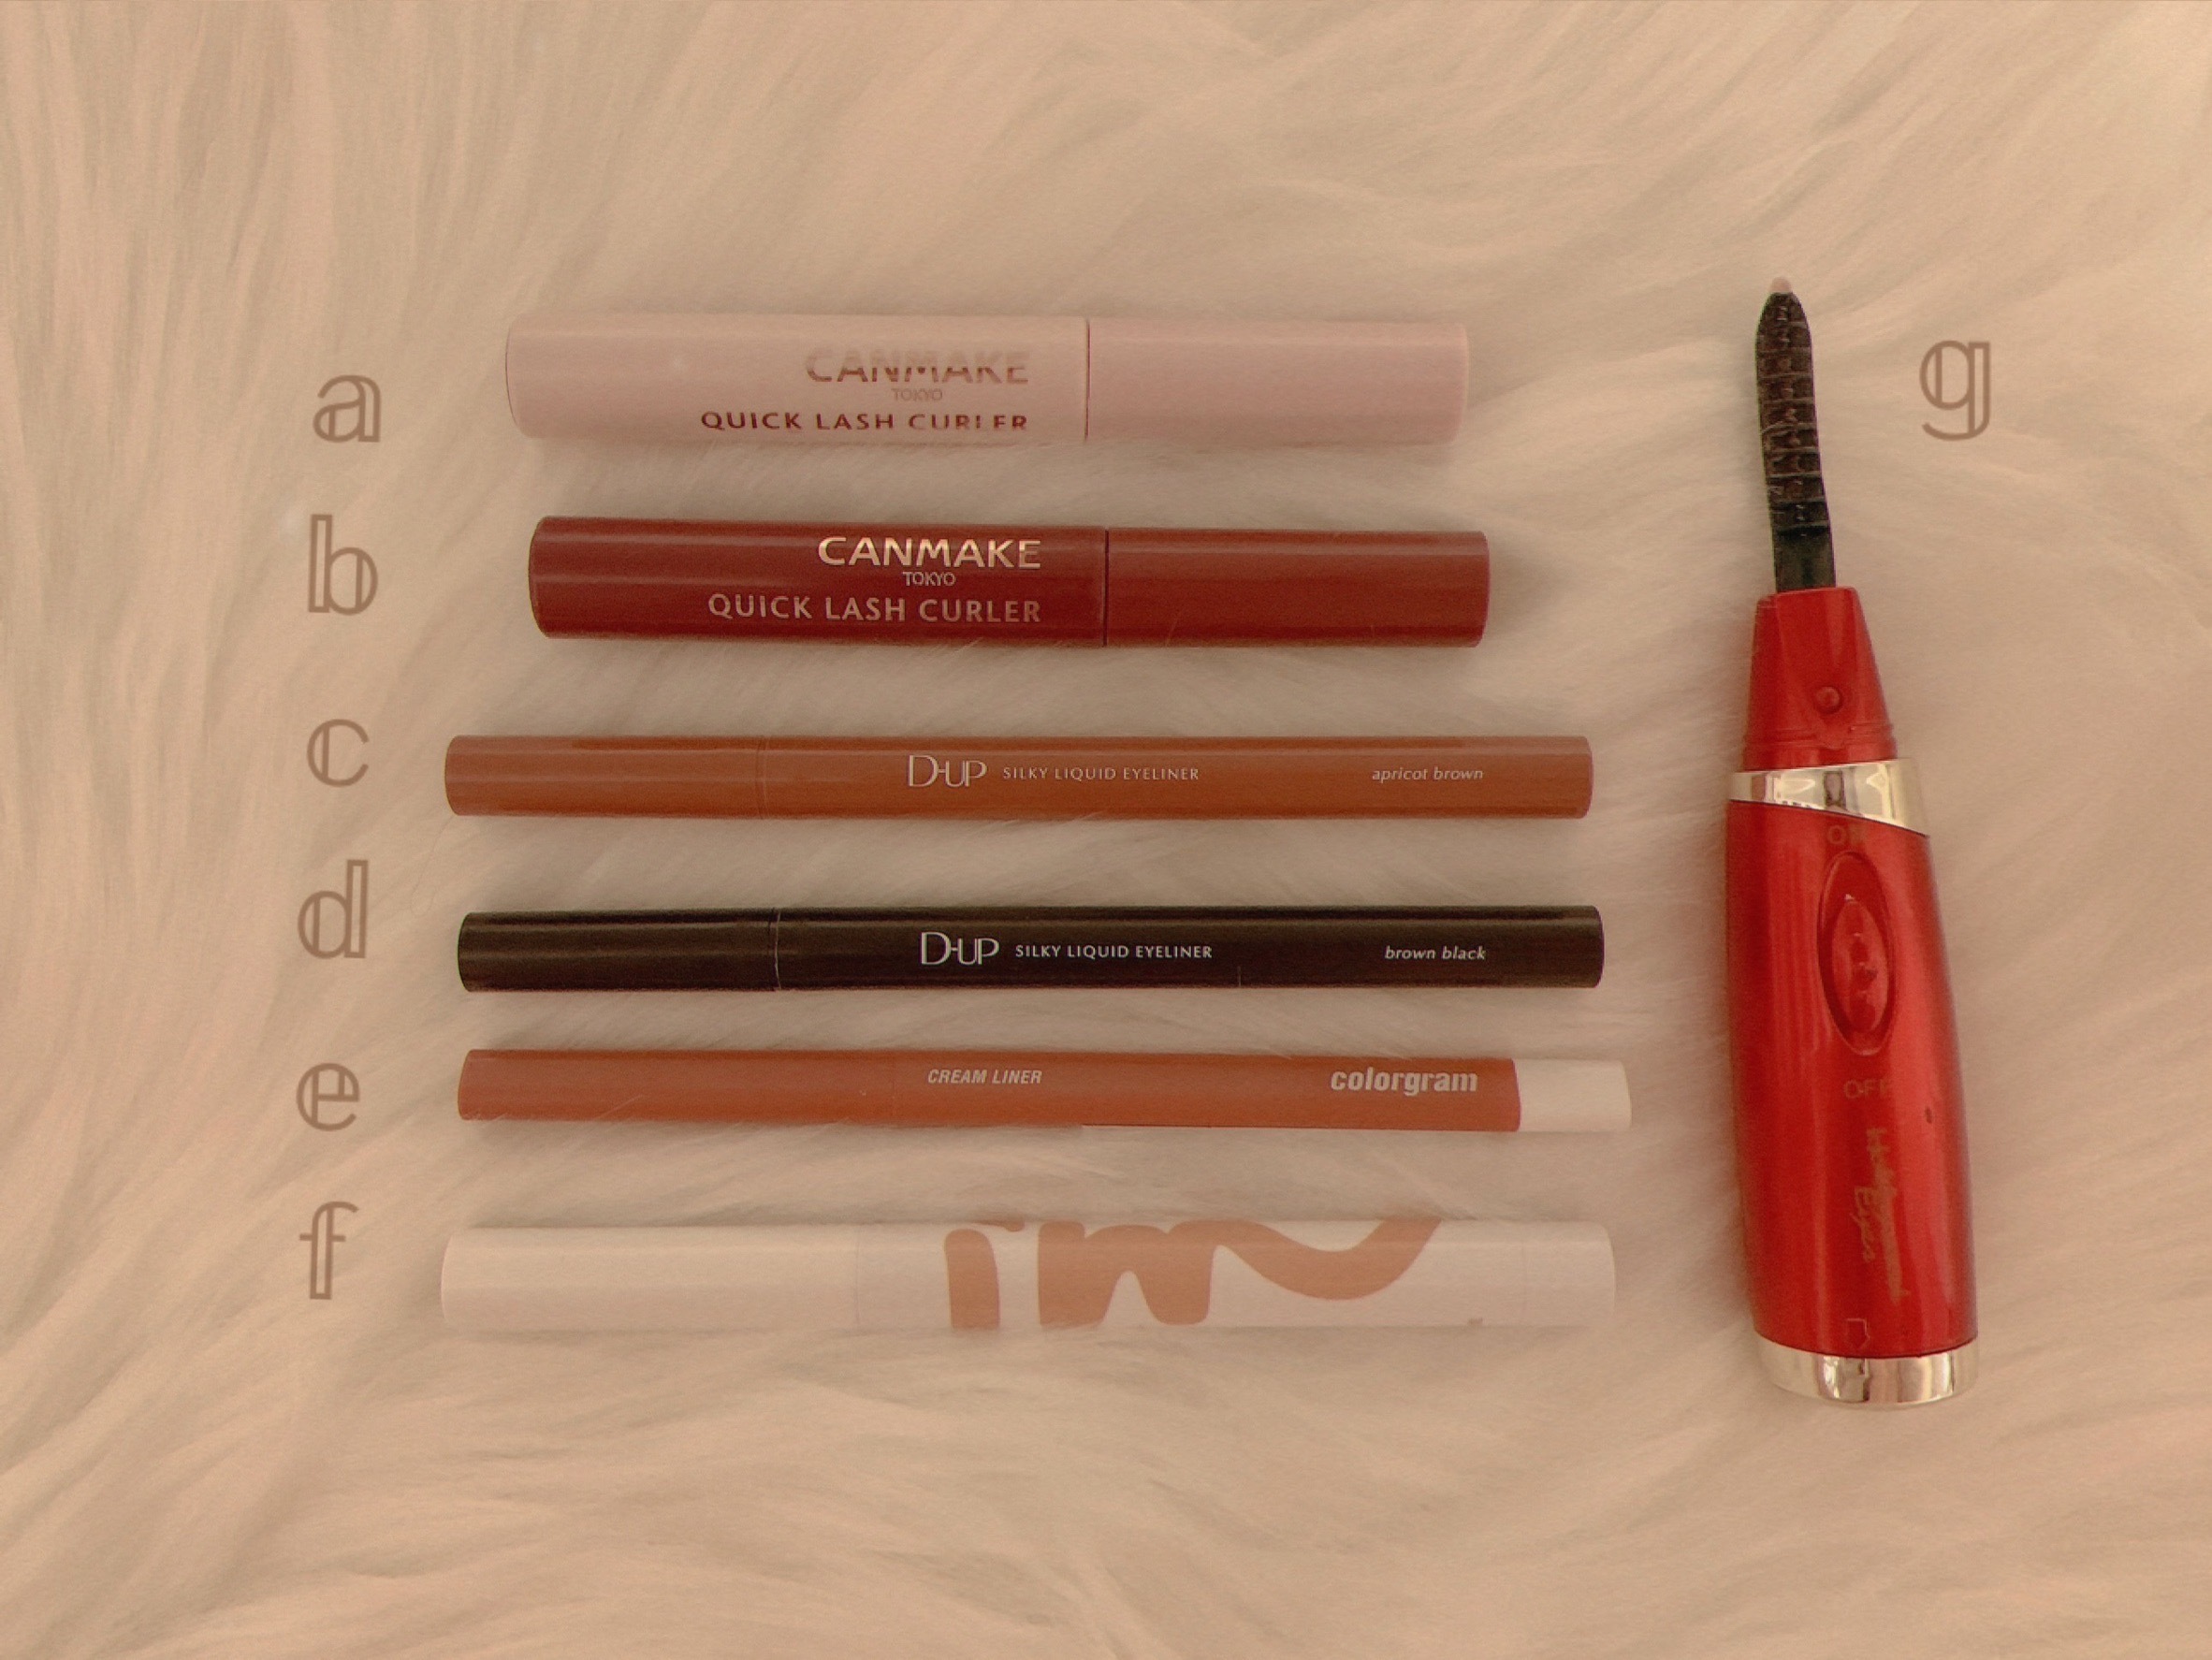 a
CANMAKE
TOKYO
QUICK LASH CURLER
b
CANMAKE
TOKYO
QUICK LASH CURLER
c
D-UP SILKY LIQUID EYELINER apricot brown
d
D-UP SILKY LIQUID EYELINER brown black
e
CREAM LINER colorgram
f
i'm
g
ON
OFF
Eyes